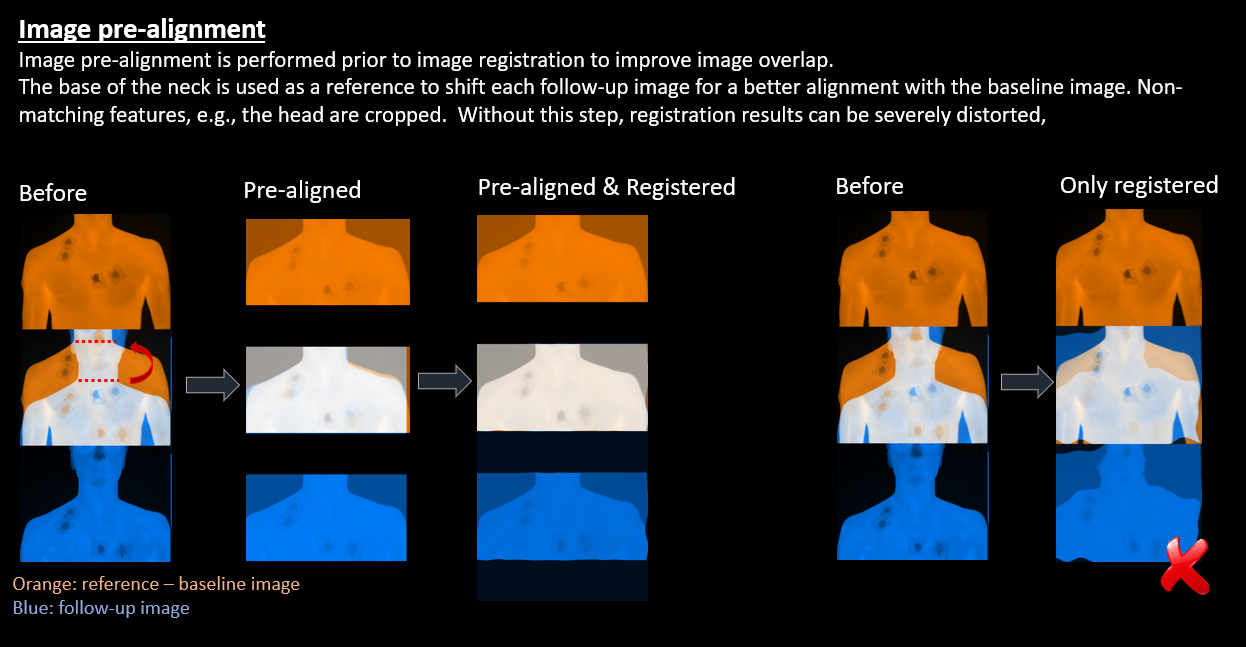 Image pre-alignment
Image pre-alignment is performed prior to image registration to improve image overlap.
The base of the neck is used as a reference to shift each follow-up image for a better alignment with the baseline image. Non-
matching features, e.g., the head are cropped.  Without this step, registration results can be severely distorted,
Before
Pre-aligned
Pre-aligned & Registered
Before
Only registered
Orange: reference – baseline image
Blue: follow-up image